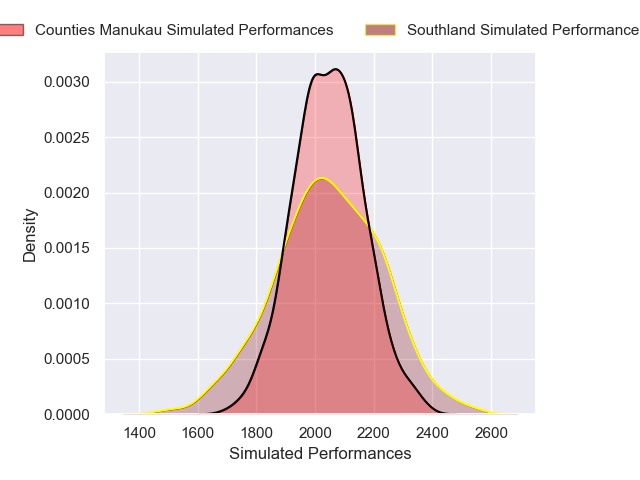 Counties Manukau Simulated Performances
Southland Simulated Performance
0.0030
0.0025
0.0020
0.0015
0.0010
0.0005
0.0000
Density
1400 1600 1800 2000 2200 2400 2600
Simulated Performances